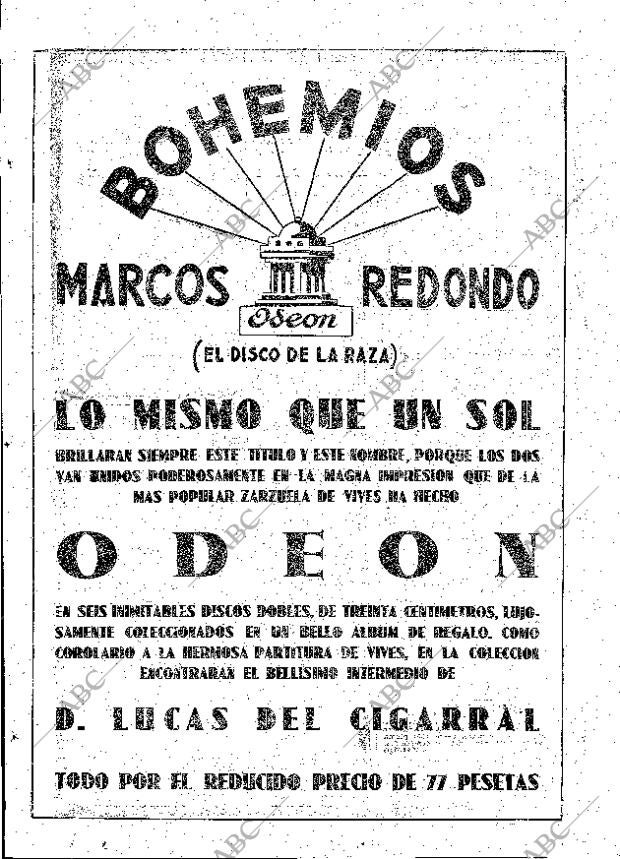 BOHEMIOS
MARCOS REDONDO
Odeon
(EL DISCO DE LA RAZA)
LO MISMO QUE UN SOL
BRILLARAN SIEMPRE ESTE TITULO Y ESTE NOMBRE, PORQUE LOS DOS
VAN UNIDOS PODEROSAMENTE EN LA MAGNA IMPRESION QUE DE LA
MAS POPULAR ZARZUELA DE VIVES HA HECHO
ODEON
EN SEIS INIMITABLES DISCOS DOBLES, DE TREINTA CENTIMETROS, LUJO-
SAMENTE COLECCIONADOS EN UN BELLO ALBUM DE REGALO. COMO
COROLARIO A LA HERMOSA PARTITURA DE VIVES, EN LA COLECCION
ENCONTRARAN EL BELLISIMO INTERMEDIO DE
D. LUCAS DEL CIGARRAL
TODO POR EL REDUCIDO PRECIO DE 77 PESETAS